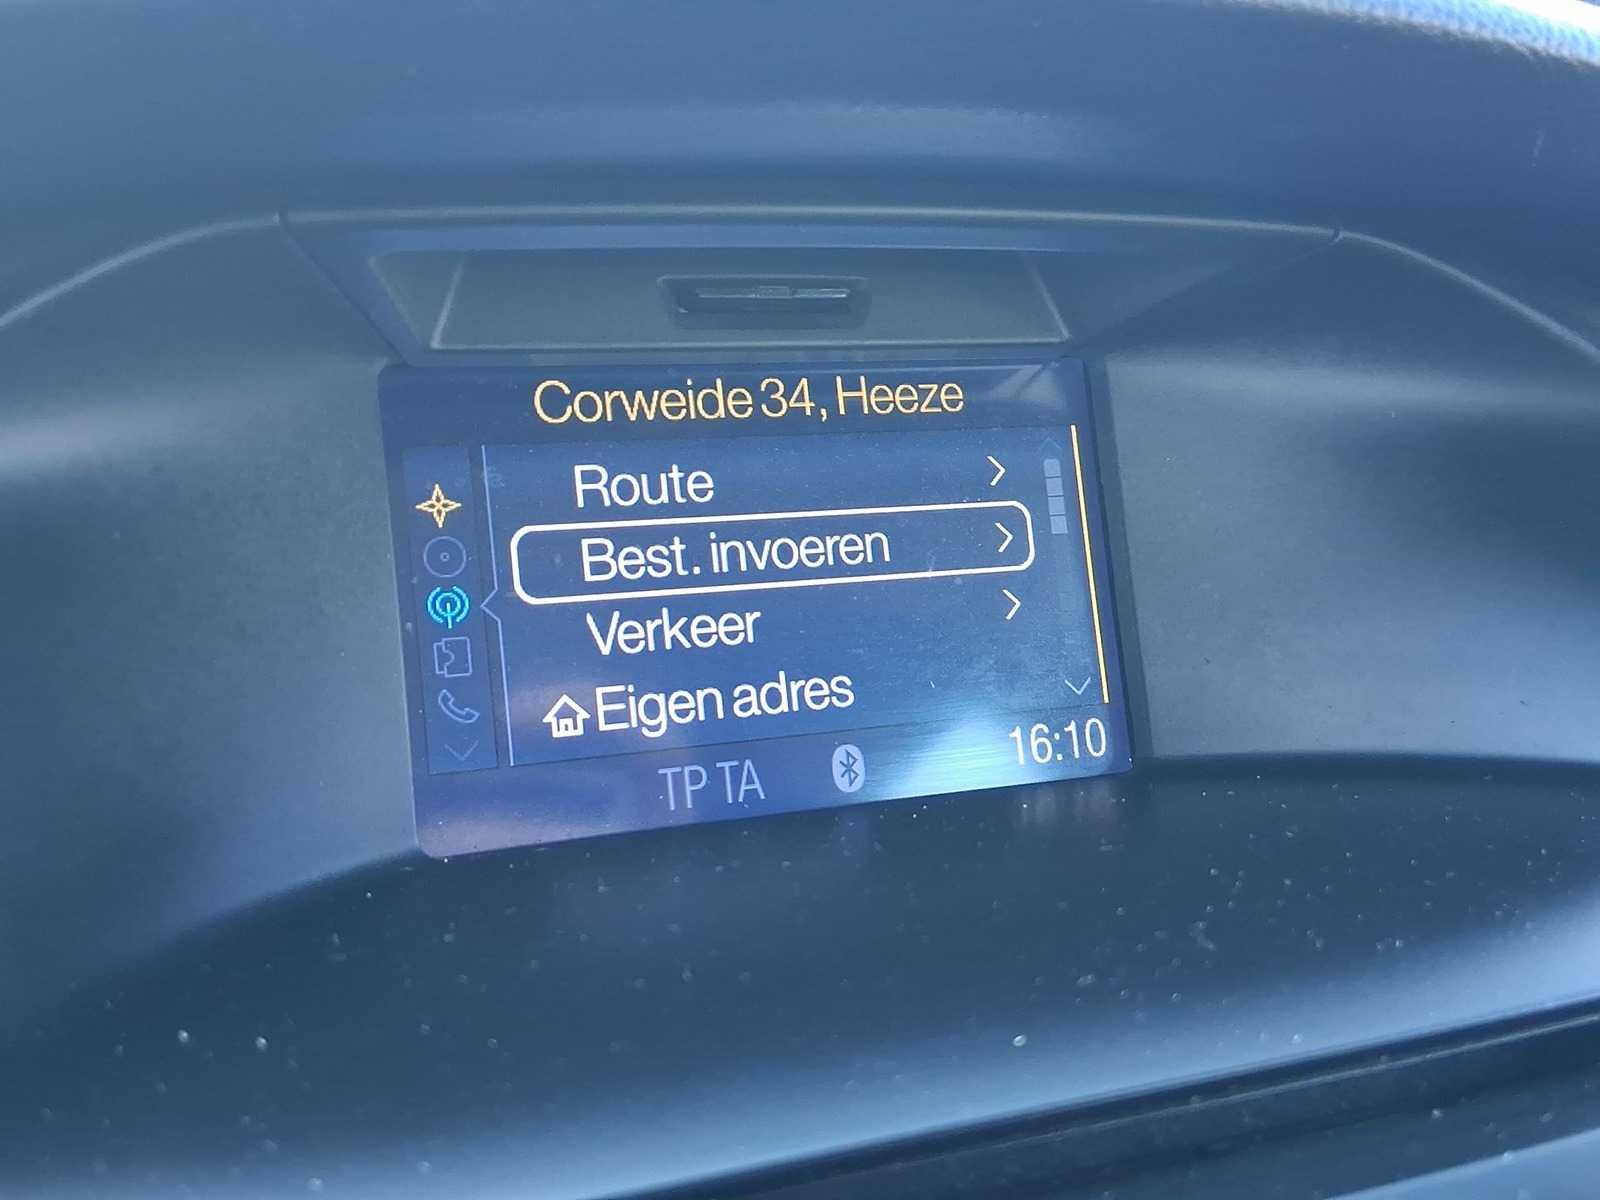 Corweide 34, Heeze
Route
Best. invoeren
Verkeer
Eigen adres
TP TA
16:10